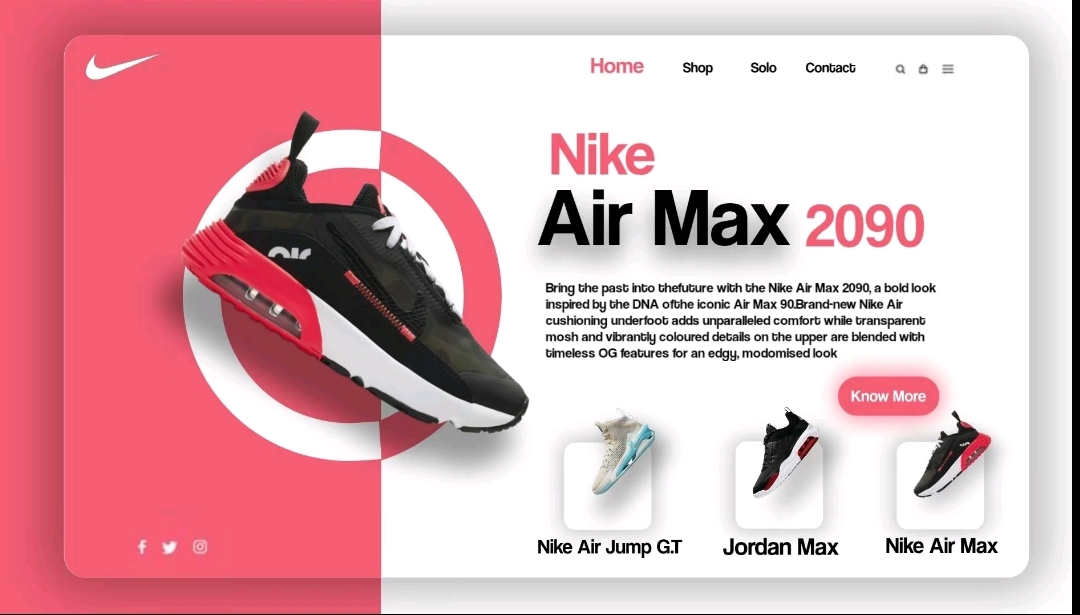 Home Shop Solo Contact
Nike
Air Max 2090
Bring the past into thefuture with the Nike Air Max 2090, a bold look
inspired by the DNA ofthe iconic Air Max 90.Brand-new Nike Air
cushioning underfoot adds unparalleled comfort while transparent
mosh and vibrantly coloured details on the upper are blended with
timeless OG features for an edgy, modomised look
Know More
Nike Air Jump G.T
Jordan Max
Nike Air Max